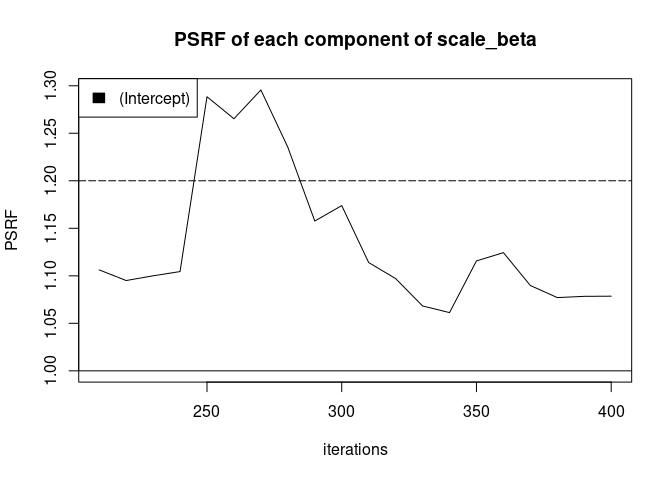 PSRF of each component of scale_beta
(Intercept)
1.30
1.25
1.20
1.15
1.10
1.05
1.00
PSRF
250 300 350 400
iterations